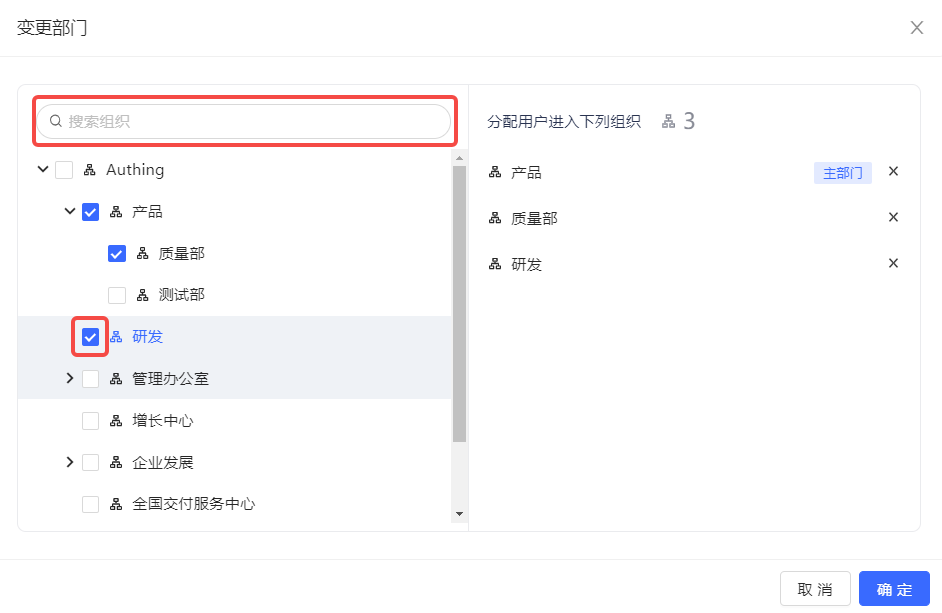 变更部门
搜索组织
Authing
产品
质量部
测试部
研发
管理办公室
增长中心
企业发展
全国交付服务中心
分配用户进入下列组织 3
产品 主部门
质量部
研发
取 消 确 定